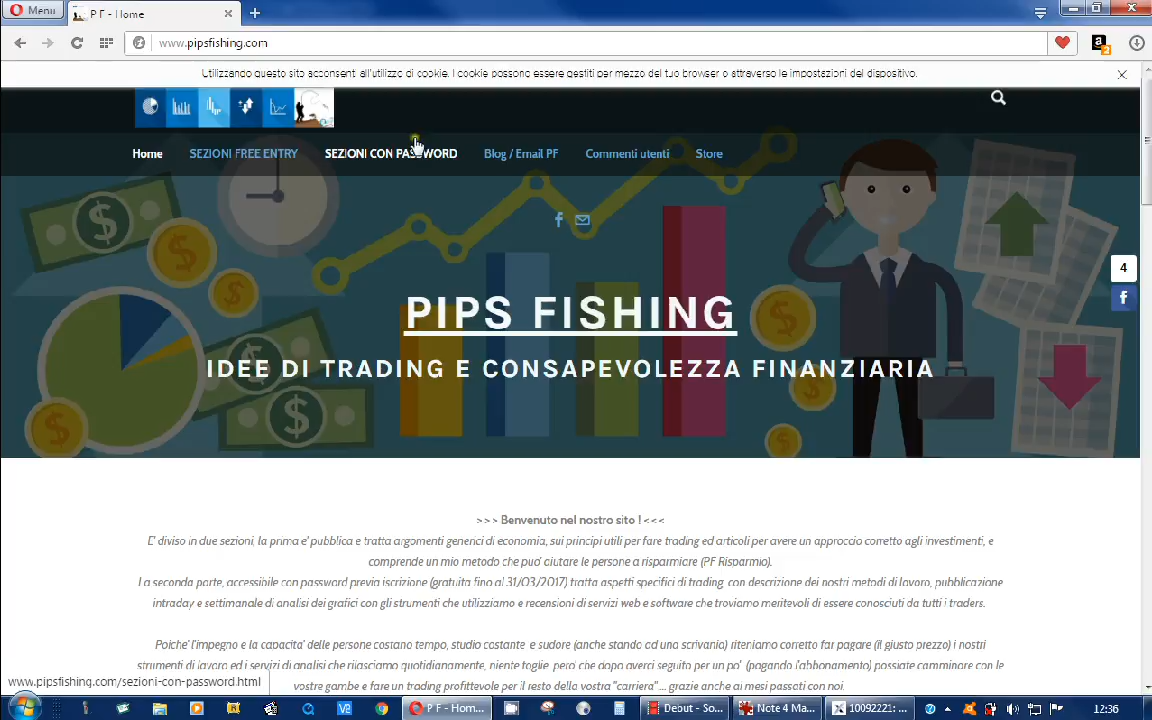 Menu
P F - Home
www.pipsfishing.com
2
Utilizzando questo sito acconsenti all'utilizzo di cookie. I cookie possono essere gestiti per mezzo del tuo browser o attraverso le impostazioni del dispositivo.
Home SEZIONI FREE ENTRY SEZIONI CON PASSWORD Blog / Email PF Commenti utenti Store
4
PIPS FISHING
IDEE DI TRADING E CONSAPEVOLEZZA FINANZIARIA
>>> Benvenuto nel nostro sito ! <<<
E' diviso in due sezioni, la prima e' pubblica e tratta argomenti generici di economia, sui principi utili per fare trading ed articoli per avere un approccio corretto agli investimenti, e
comprende un mio metodo che puo' aiutare le persone a risparmiare (PF Risparmio).
La seconda parte, accessibile con password previa iscrizione (gratuita fino al 31/03/2017) tratta aspetti specifici di trading con descrizione dei nostri metodi di lavoro, pubblicazione
intraday e settimanale di analisi dei grafici con gli strumenti che utilizziamo e recensioni di servizi web e software che troviamo meritevoli di essere conosciuti da tutti i traders.
Poiche' l'impegno e la capacita' delle persone costano tempo, studio costante e sudore (anche stando ad una scrivania) riteniamo corretto far pagare (il giusto prezzo) i nostri
strumenti di lavoro ed i servizi di analisi che rilasciamo quotidianamente, niente toglie pero' che dopo averci seguito per un po' (pagando l'abbonamento) possiate camminare con le
vostre gambe e fare un trading profittevole per il resto della vostra "carriera" ... grazie anche ai mesi passati con noi.
www.pipsfishing.com/sezioni-con-password.html
P F - Hom... Debut - So... Note 4 Ma... 10092221: ... 12:36